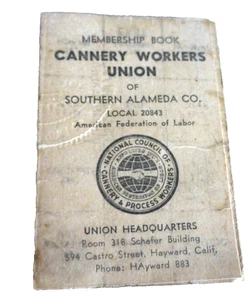 MEMBERSHIP BOOK
CANNERY WORKERS
UNION
OF
SOUTHERN ALAMEDA CO.
LOCAL 20843
American Federation of Labor
NATIONAL COUNCIL OF
CANNERY & PROCESS WORKERS
UNION HEADQUARTERS
Room 318 Schafer Building
594 Castro Street, Hayward, Calif,
Phone: HAyward 883